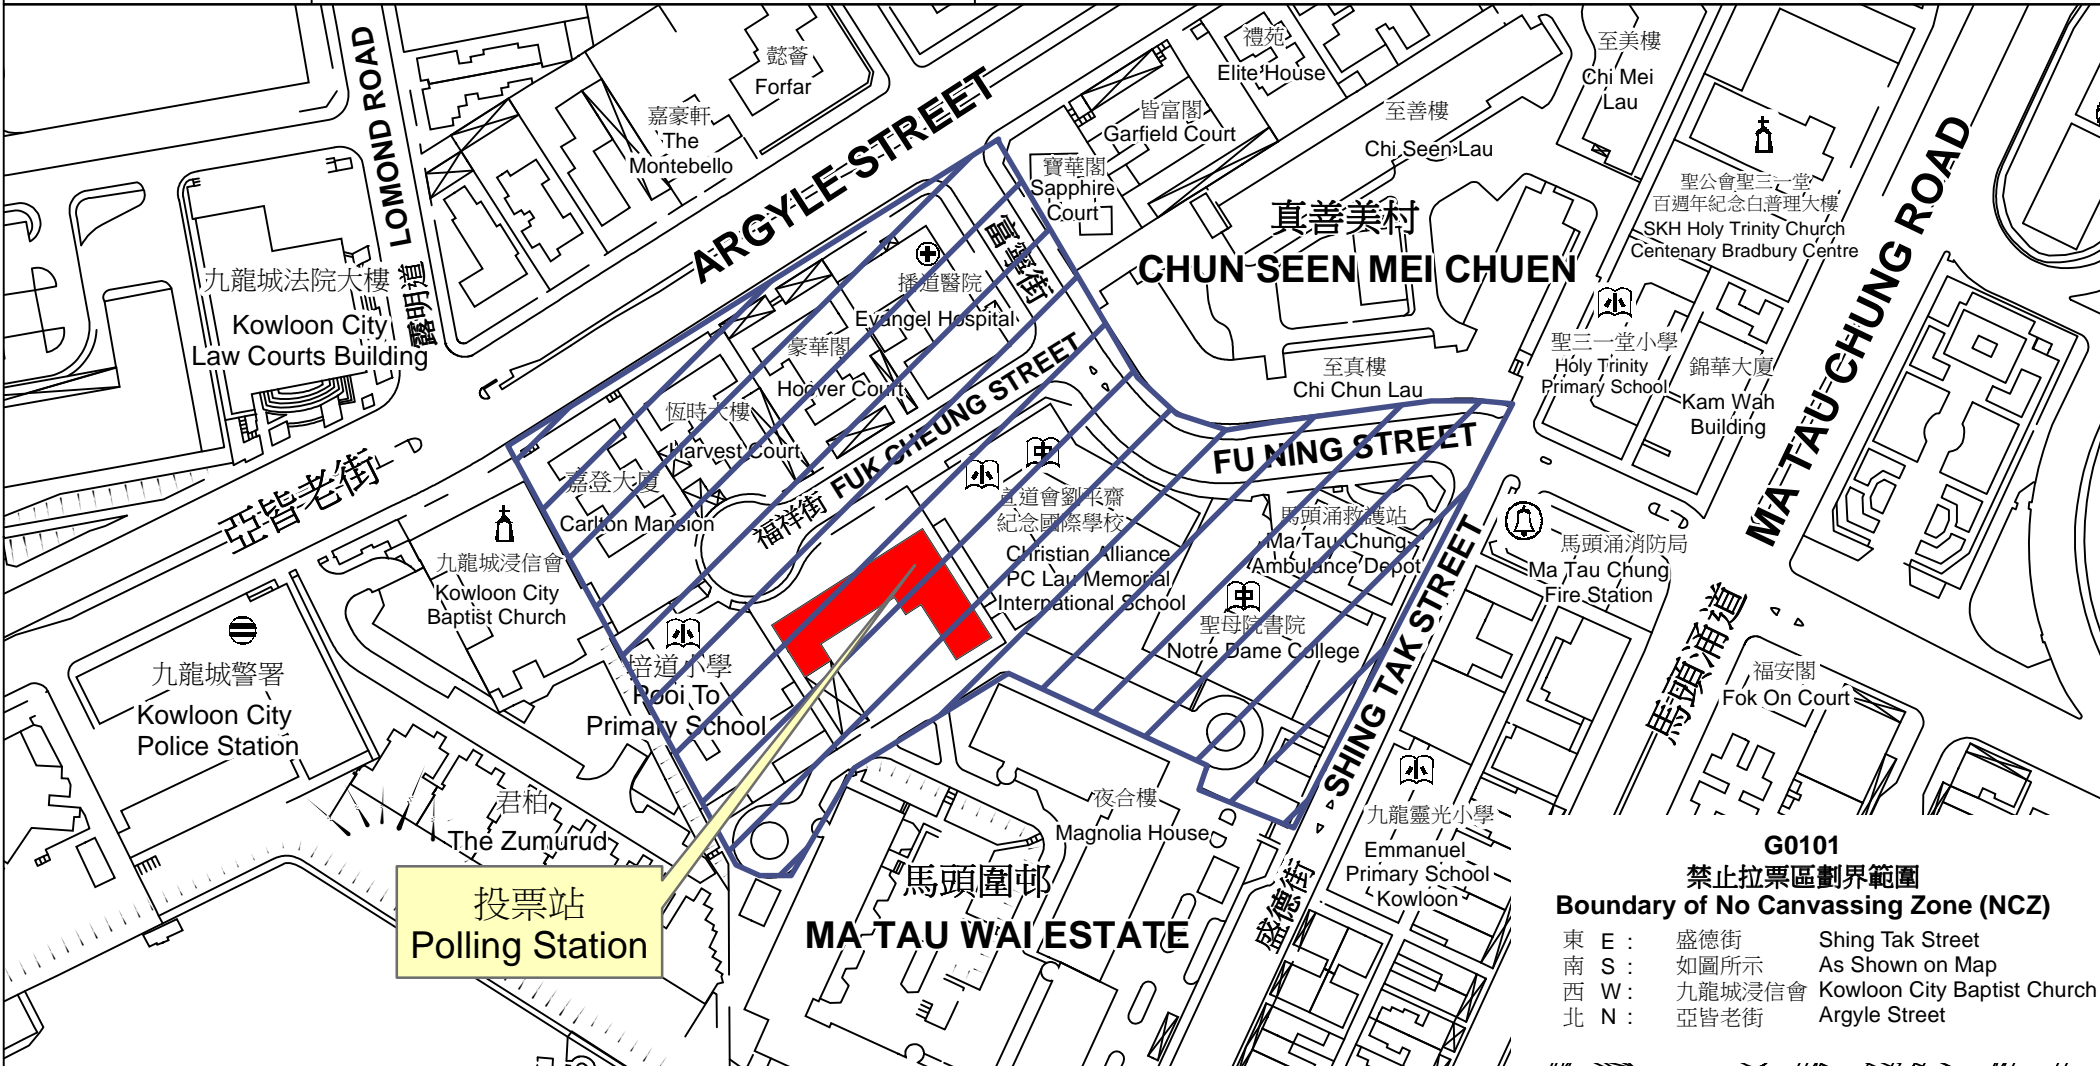 懿薈
Forfar
嘉豪軒
The
Montebello
LOMOND ROAD
露明道
ARGYLE STREET
亞皆老街
禮苑
Elite House
皆富閣
Garfield Court
寶華閣
Sapphire
Court
至善樓
Chi Seen Lau
至美樓
Chi Mei
Lau
真善美村
CHUN SEEN MEI CHUEN
至真樓
Chi Chun Lau
聖公會聖三一堂
百週年紀念白普理大樓
SKH Holy Trinity Church
Centenary Bradbury Centre
聖三一堂小學
Holy Trinity
Primary School
錦華大廈
Kam Wah
Building
MA TAU CHUNG ROAD
馬頭涌道
九龍城法院大樓
Kowloon City
Law Courts Building
富寧街
FU NING STREET
播道醫院
Evangel Hospital
豪華閣
Hoover Court
恆時大樓
Harvest Court
嘉登大廈
Carlton Mansion
福祥街 FUK CHEUNG STREET
小
中
宣道會劉平齋
紀念國際學校
Christian Alliance
PC Lau Memorial
International School
馬頭涌救護站
Ma Tau Chung
Ambulance Depot
馬頭涌消防局
Ma Tau Chung
Fire Station
中
聖母院書院
Notre Dame College
SHING TAK STREET
盛德街
九龍城浸信會
Kowloon City
Baptist Church
九龍城警署
Kowloon City
Police Station
小
培道小學
Pooi To
Primary School
君柏
The Zumurud
投票站
Polling Station
夜合樓
Magnolia House
馬頭圍邨
MA TAU WAI ESTATE
小
九龍靈光小學
Emmanuel
Primary School
Kowloon
福安閣
Fok On Court
小
G0101
禁止拉票區劃界範圍
Boundary of No Canvassing Zone (NCZ)
東 E : 盛德街 Shing Tak Street
南 S : 如圖所示 As Shown on Map
西 W : 九龍城浸信會 Kowloon City Baptist Church
北 N : 亞皆老街 Argyle Street